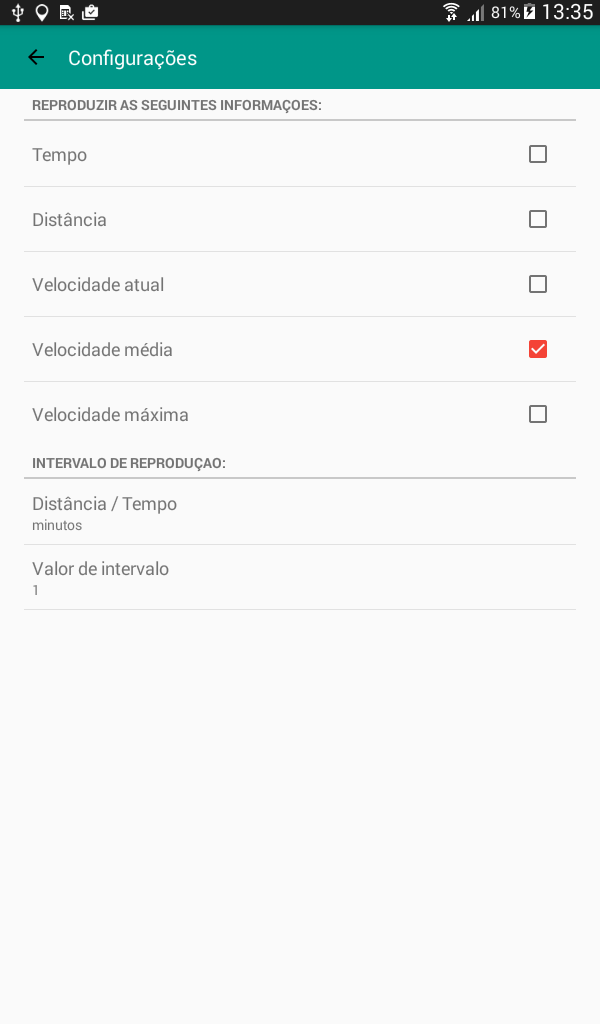 81% 13:35
Configurações
REPRODUZIR AS SEGUINTES INFORMAÇOES:
Tempo
Distância
Velocidade atual
Velocidade média
Velocidade máxima
INTERVALO DE REPRODUÇAO:
Distância / Tempo
minutos
Valor de intervalo
1